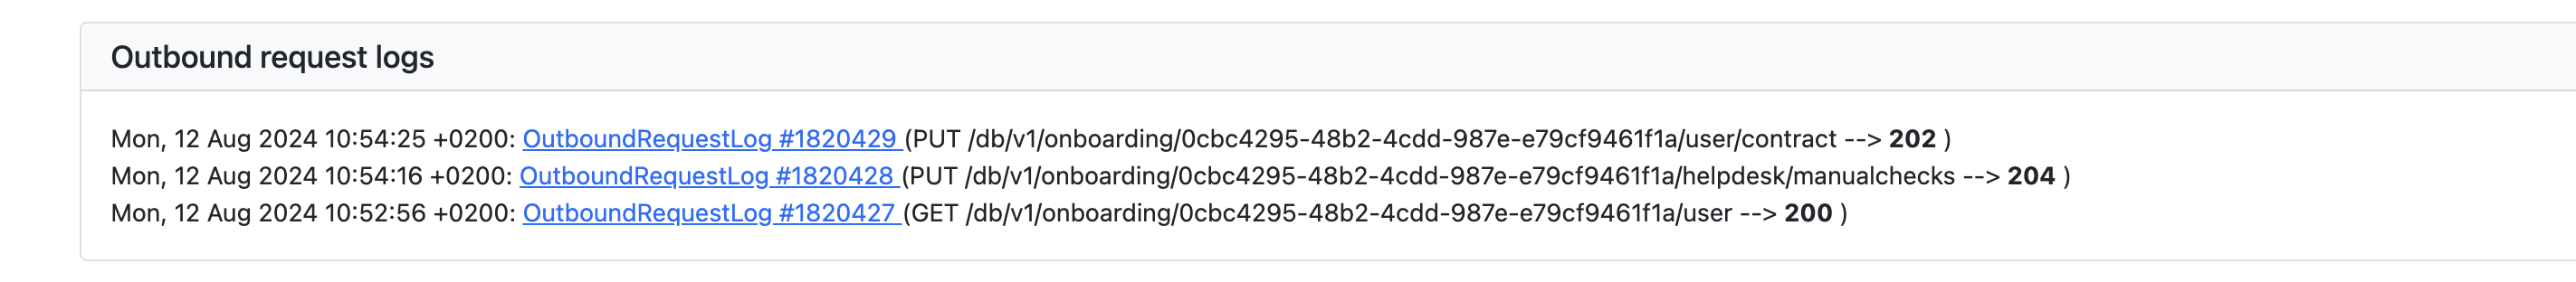 Outbound request logs
Mon, 12 Aug 2024 10:54:25 +0200: OutboundRequestLog #1820429 (PUT /db/v1/onboarding/0cbc4295-48b2-4cdd-987e-e79cf9461f1a/user/contract --> 202 )
Mon, 12 Aug 2024 10:54:16 +0200: OutboundRequestLog #1820428 (PUT /db/v1/onboarding/0cbc4295-48b2-4cdd-987e-e79cf9461f1a/helpdesk/manualchecks --> 204 )
Mon, 12 Aug 2024 10:52:56 +0200: OutboundRequestLog #1820427 (GET /db/v1/onboarding/0cbc4295-48b2-4cdd-987e-e79cf9461f1a/user --> 200 )